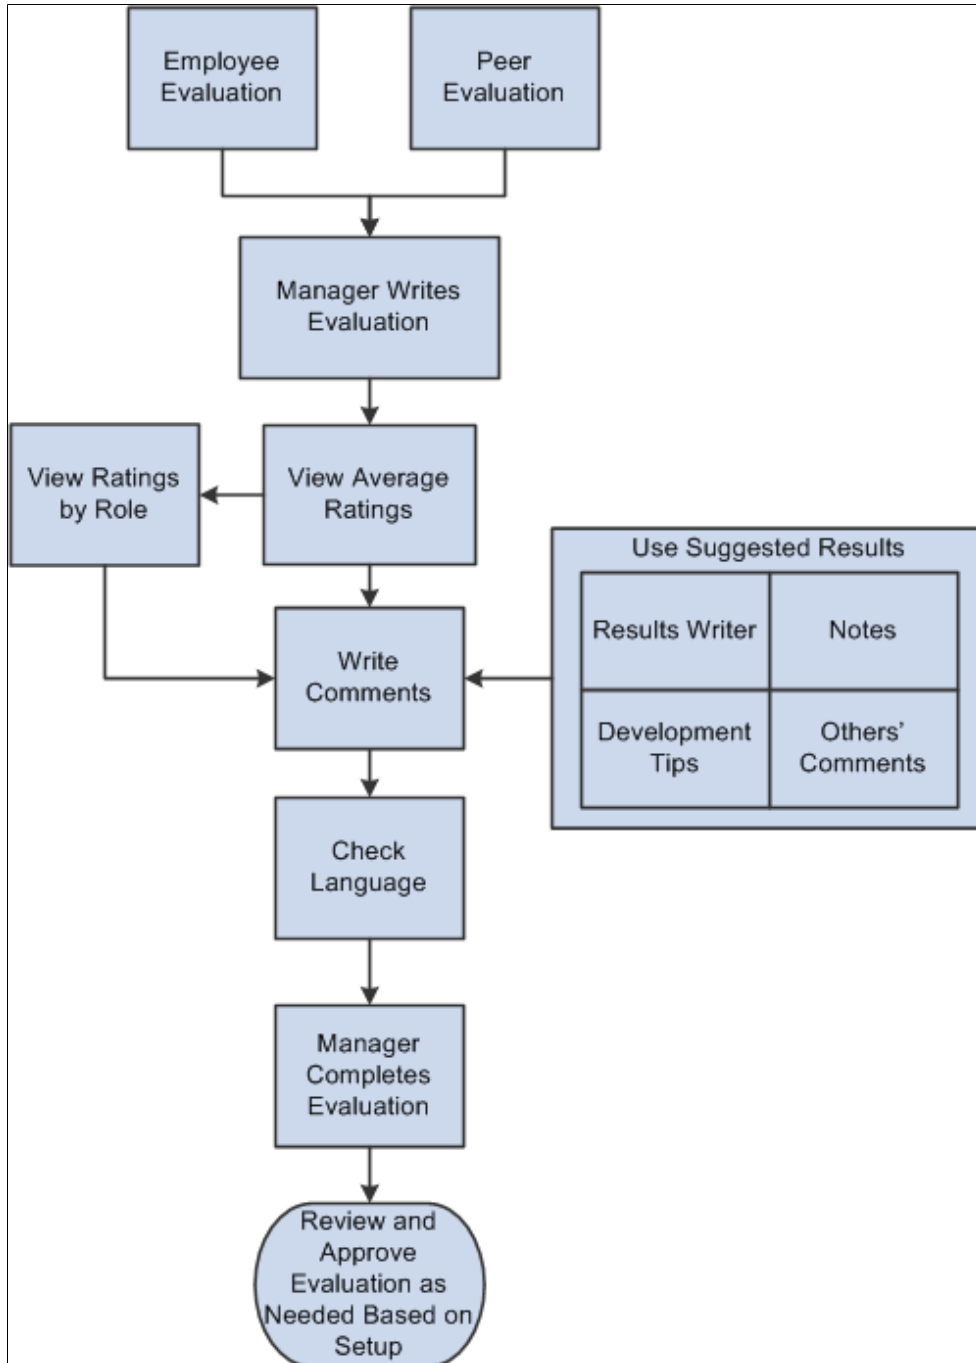 Employee
Evaluation
Peer
Evaluation
Manager Writes
Evaluation
View Ratings
by Role
View Average
Ratings
Use Suggested Results
Results Writer
Notes
Development
Tips
Others’
Comments
Write
Comments
Check
Language
Manager
Completes
Evaluation
Review and
Approve
Evaluation as
Needed Based on
Setup